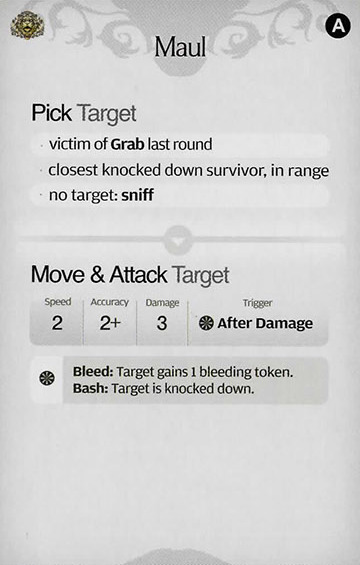 A
Maul
Pick Target
· victim of Grab last round
· closest knocked down survivor, in range
· no target: sniff
Move & Attack Target
Speed Accuracy Damage Trigger
2 2+ 3 After Damage
Bleed: Target gains 1 bleeding token.
Bash: Target is knocked down.